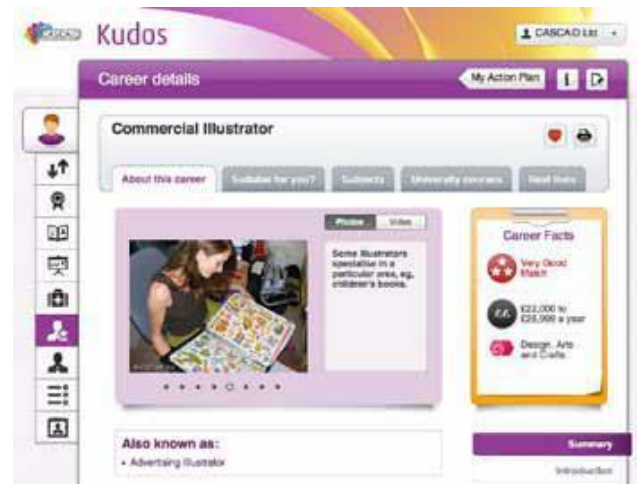 CASCAID
Kudos
CASCAID Ltd
Career details
My Action Plan
i
Commercial Illustrator
About this career
Suitable for you?
Subjects
University courses
Photos
Video
Some illustrators
specialise in a
particular area, eg,
children's books.
Career Facts
Very Good
Match
£22,000 to
£25,000 a year
Design, Arts
and Crafts
Also known as:
• Advertising Illustrator
Summary
Introduction